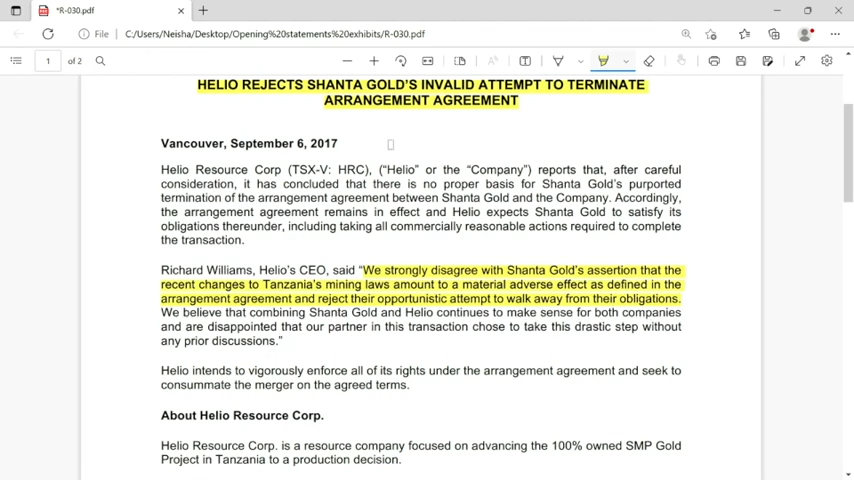 *R-030.pdf
File
C:/Users/Neisha/Desktop/Opening%20statements%20exhibits/R-030.pdf
1 of 2
HELIO REJECTS SHANTA GOLD'S INVALID ATTEMPT TO TERMINATE
ARRANGEMENT AGREEMENT
Vancouver, September 6, 2017
Helio Resource Corp (TSX-V: HRC), ("Helio" or the "Company") reports that, after careful
consideration, it has concluded that there is no proper basis for Shanta Gold's purported
termination of the arrangement agreement between Shanta Gold and the Company. Accordingly,
the arrangement agreement remains in effect and Helio expects Shanta Gold to satisfy its
obligations thereunder, including taking all commercially reasonable actions required to complete
the transaction.
Richard Williams, Helio's CEO, said "We strongly disagree with Shanta Gold's assertion that the
recent changes to Tanzania's mining laws amount to a material adverse effect as defined in the
arrangement agreement and reject their opportunistic attempt to walk away from their obligations.
We believe that combining Shanta Gold and Helio continues to make sense for both companies
and are disappointed that our partner in this transaction chose to take this drastic step without
any prior discussions."
Helio intends to vigorously enforce all of its rights under the arrangement agreement and seek to
consummate the merger on the agreed terms.
About Helio Resource Corp.
Helio Resource Corp. is a resource company focused on advancing the 100% owned SMP Gold
Project in Tanzania to a production decision.